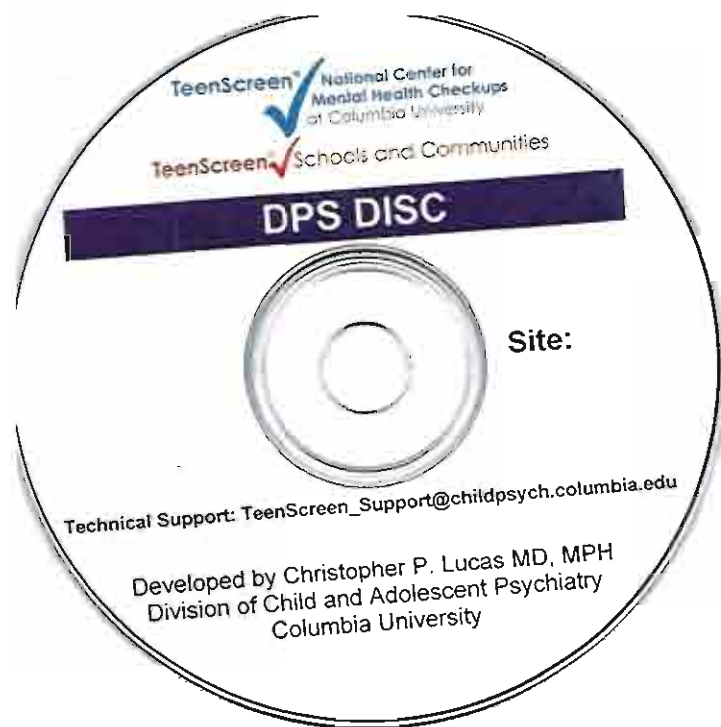 TeenScreen®
National Center for
Mental Health Checkups
at Columbia University
TeenScreen® Schools and Communities
DPS DISC
Site:
Technical Support: TeenScreen_Support@childpsych.columbia.edu
Developed by Christopher P. Lucas MD, MPH
Division of Child and Adolescent Psychiatry
Columbia University